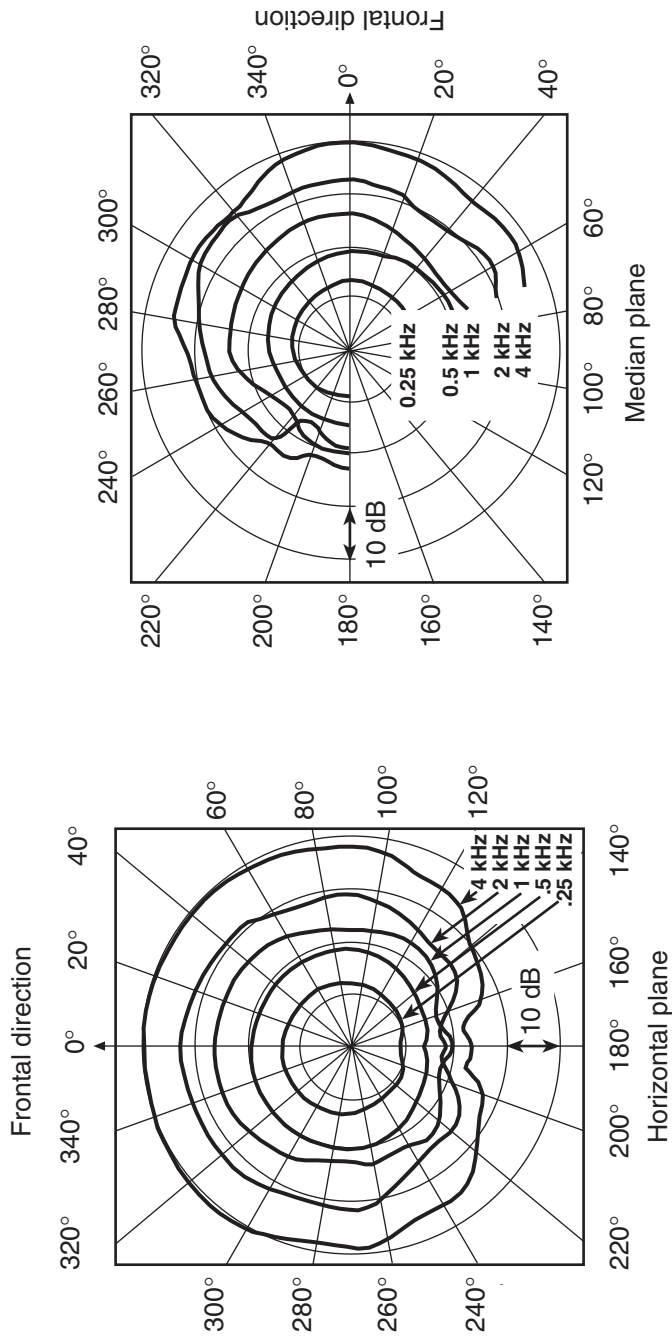 Frontal direction
320° 340° 0° 20° 40°
300° 60°
280° 80°
90°
260° 100°
240° 120°
4 kHz
2 kHz
1 kHz
.5 kHz
.25 kHz
10 dB
220° 200° 180° 160° 140°
Horizontal plane
220° 240° 260° 280° 300° 320°
200° 340°
180° 0°
160° 20°
140° 120° 100° 80° 60° 40°
10 dB
0.25 kHz
0.5 kHz
1 kHz
2 kHz
4 kHz
Frontal direction
Median plane